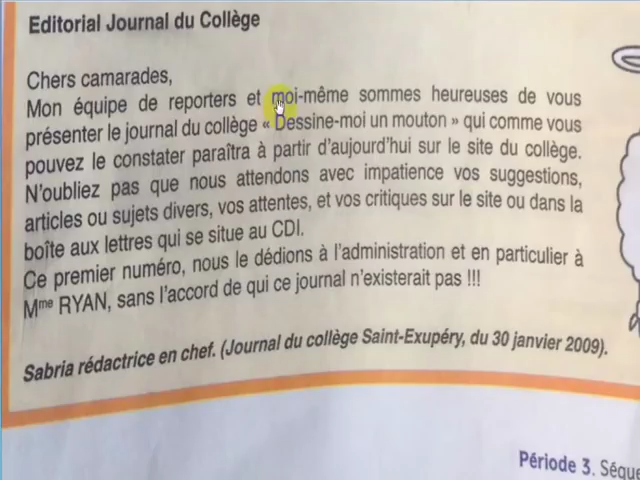 Editorial Journal du Collège
Chers camarades,
Mon équipe de reporters et moi-même sommes heureuses de vous
présenter le journal du collège « Dessine-moi un mouton » qui comme vous
pouvez le constater paraîtra à partir d'aujourd'hui sur le site du collège.
N'oubliez pas que nous attendons avec impatience vos suggestions,
articles ou sujets divers, vos attentes, et vos critiques sur le site ou dans la
boîte aux lettres qui se situe au CDI.
Ce premier numéro, nous le dédions à l'administration et en particulier à
Mme RYAN, sans l'accord de qui ce journal n'existerait pas !!!
Sabria rédactrice en chef. (Journal du collège Saint-Exupéry, du 30 janvier 2009).
Période 3. Séque